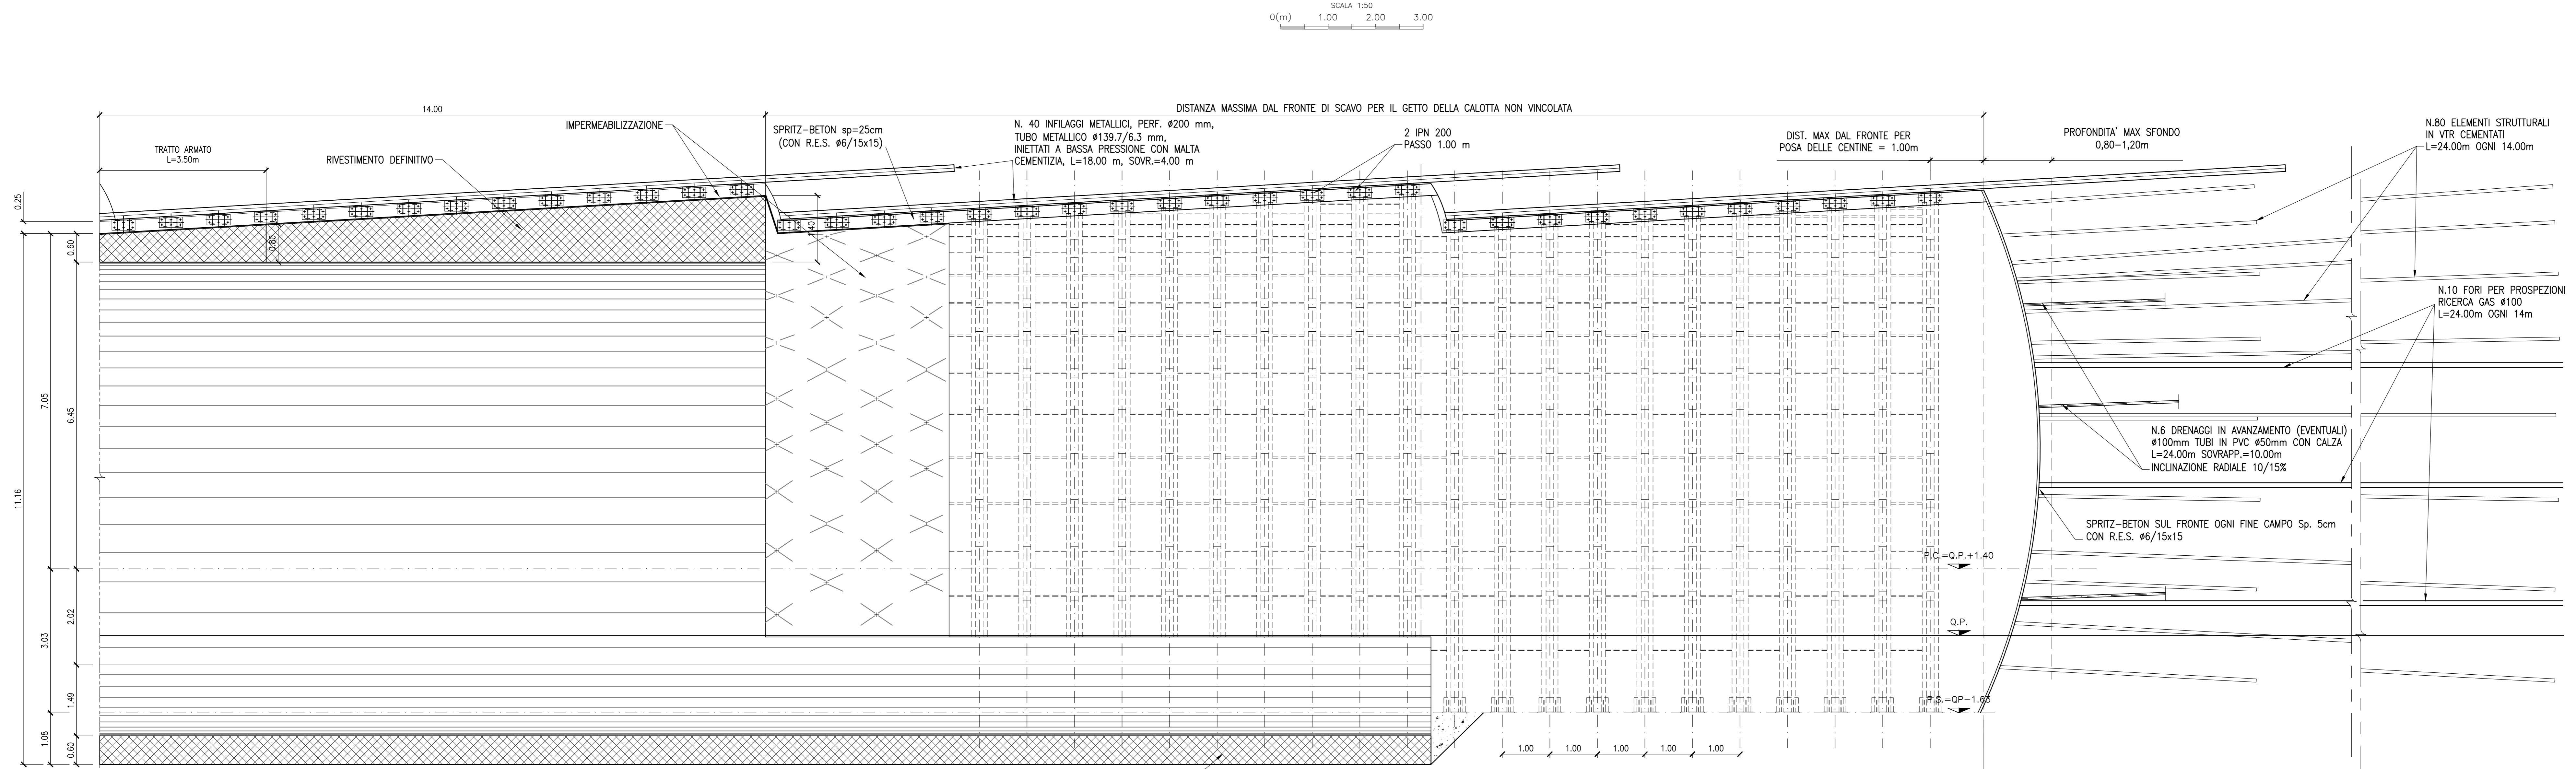 SCALA 1:50
0(m) 1.00 2.00 3.00
14.00
DISTANZA MASSIMA DAL FRONTE DI SCAVO PER IL GETTO DELLA CALOTTA NON VINCOLATA
TRATTO ARMATO
L=3.50m
IMPERMEABILIZZAZIONE
RIVESTIMENTO DEFINITIVO
SPRITZ-BETON sp=25cm
(CON R.E.S. ø6/15x15)
N. 40 INFILAGGI METALLICI, PERF. ø200 mm,
TUBO METALLICO ø139.7/6.3 mm,
INIETTATI A BASSA PRESSIONE CON MALTA
CEMENTIZIA, L=18.00 m, SOVR.=4.00 m
2 IPN 200
PASSO 1.00 m
DIST. MAX DAL FRONTE PER
POSA DELLE CENTINE = 1.00m
PROFONDITA' MAX SFONDO
0,80-1,20m
N.80 ELEMENTI STRUTTURALI
IN VTR CEMENTATI
L=24.00m OGNI 14.00m
N.10 FORI PER PROSPEZIONI
RICERCA GAS ø100
L=24.00m OGNI 14m
N.6 DRENAGGI IN AVANZAMENTO (EVENTUALI)
ø100mm TUBI IN PVC ø50mm CON CALZA
L=24.00m SOVRAPP.=10.00m
INCLINAZIONE RADIALE 10/15%
SPRITZ-BETON SUL FRONTE OGNI FINE CAMPO Sp. 5cm
CON R.E.S. ø6/15x15
P.C.=Q.P.+1.40
Q.P.
P.S.=QP-1.63
0.25
0.60
0.80
1.40
7.05
6.45
11.16
2.02
3.03
1.49
1.08
0.60
1.00 1.00 1.00 1.00 1.00